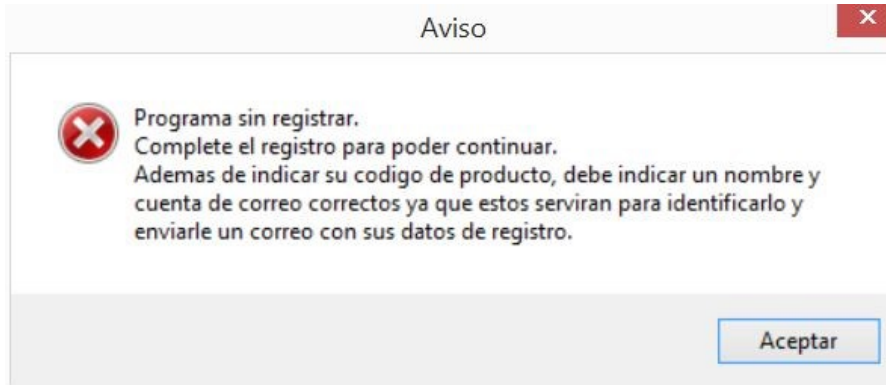 Aviso
Programa sin registrar.
Complete el registro para poder continuar.
Ademas de indicar su codigo de producto, debe indicar un nombre y
cuenta de correo correctos ya que estos serviran para identificarlo y
enviarle un correo con sus datos de registro.
Aceptar